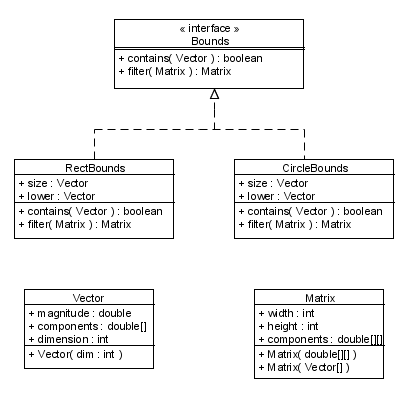 « interface »
Bounds
+ contains( Vector ) : boolean
+ filter( Matrix ) : Matrix
RectBounds
+ size : Vector
+ lower : Vector
+ contains( Vector ) : boolean
+ filter( Matrix ) : Matrix
CircleBounds
+ size : Vector
+ lower : Vector
+ contains( Vector ) : boolean
+ filter( Matrix ) : Matrix
Vector
+ magnitude : double
+ components : double[]
+ dimension : int
+ Vector( dim : int )
Matrix
+ width : int
+ height : int
+ components : double[][]
+ Matrix( double[][] )
+ Matrix( Vector[] )